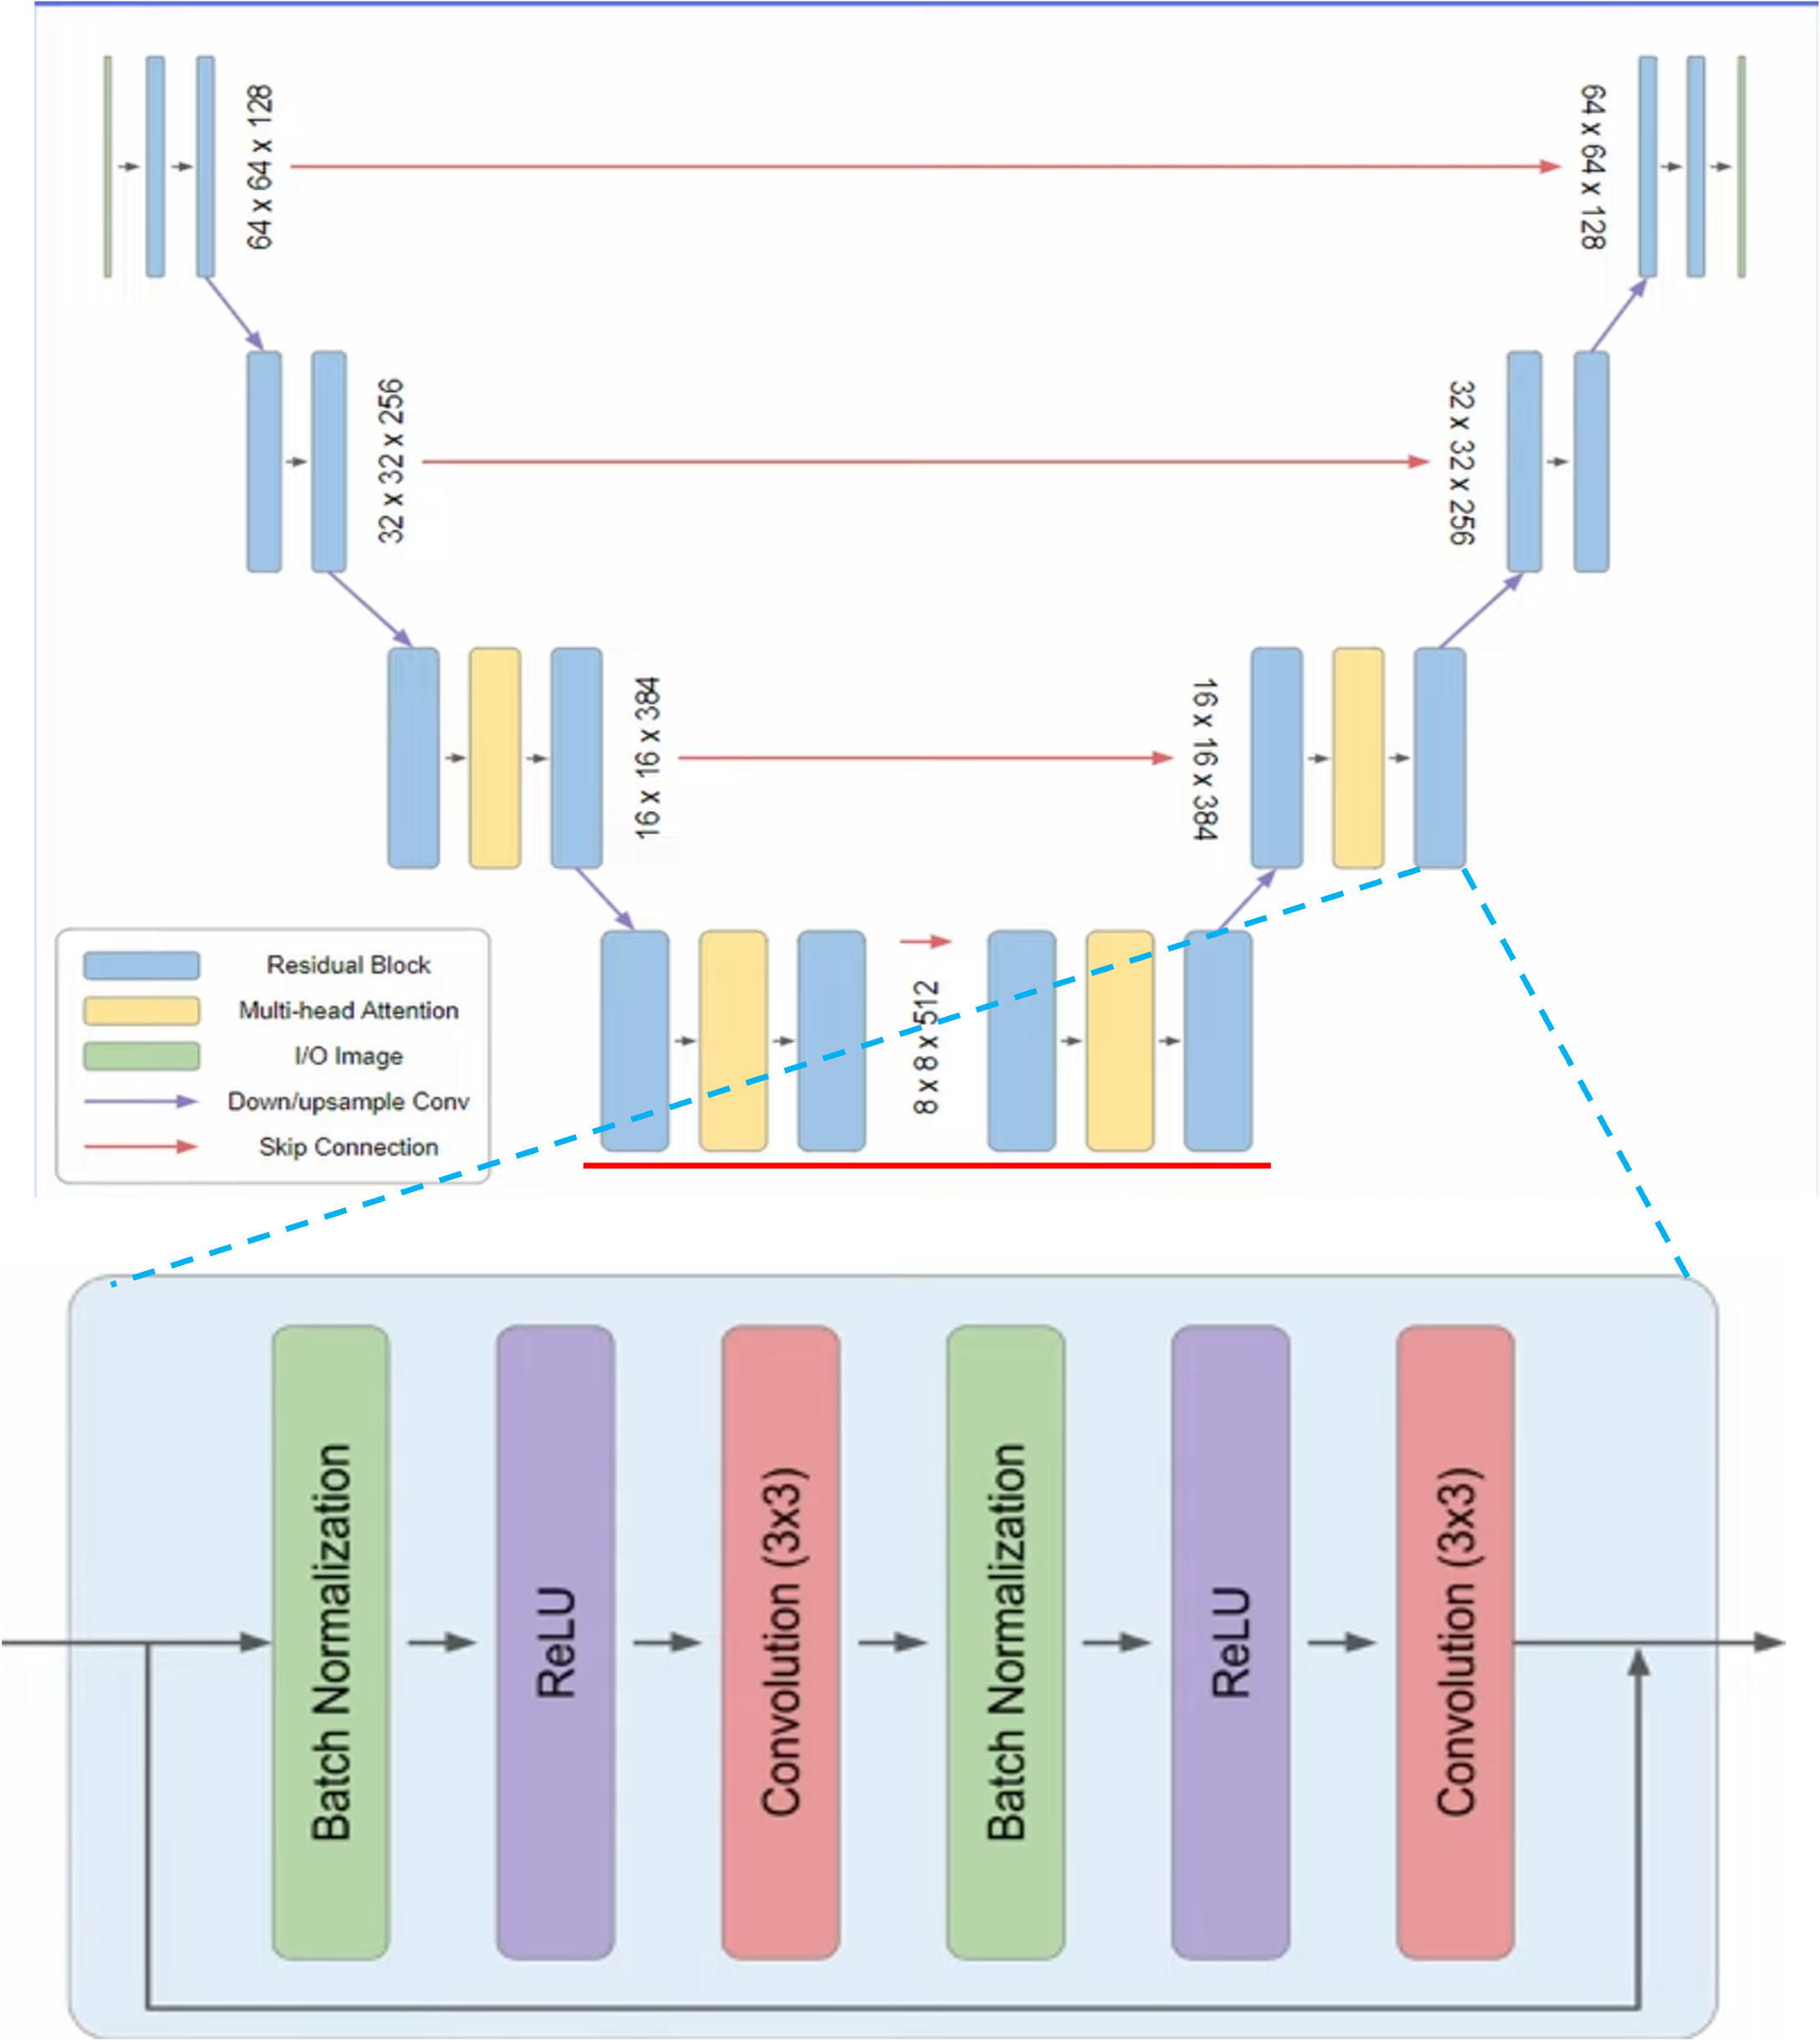 64 x 64 x 128
64 x 64 x 128
32 x 32 x 256
32 x 32 x 256
16 x 16 x 384
16 x 16 x 384
8 x 8 x 512
Residual Block
Multi-head Attention
I/O Image
Down/upsample Conv
Skip Connection
Batch Normalization
ReLU
Convolution (3x3)
Batch Normalization
ReLU
Convolution (3x3)